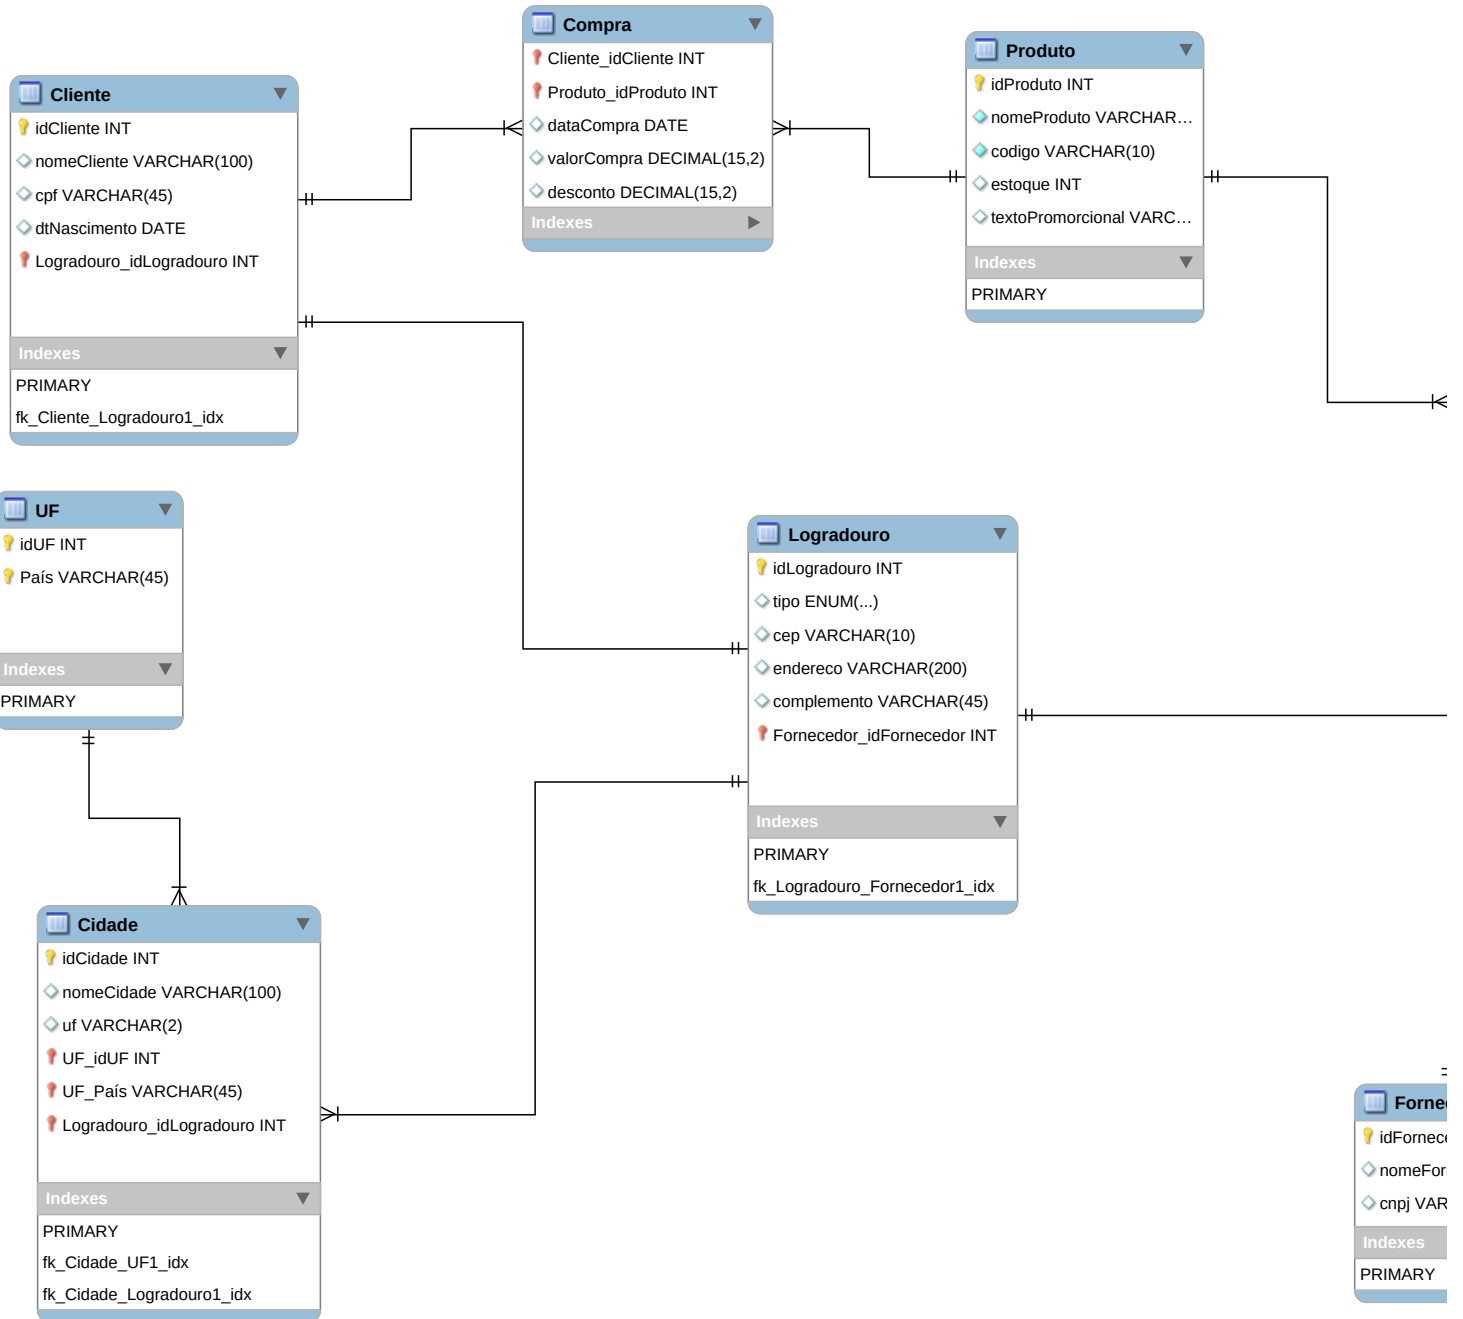 Compra
Cliente_idCliente INT
Produto_idProduto INT
dataCompra DATE
valorCompra DECIMAL(15,2)
desconto DECIMAL(15,2)
Indexes
Produto
idProduto INT
nomeProduto VARCHAR...
codigo VARCHAR(10)
estoque INT
textoPromorcional VARC...
Indexes
PRIMARY
Cliente
idCliente INT
nomeCliente VARCHAR(100)
cpf VARCHAR(45)
dtNascimento DATE
Logradouro_idLogradouro INT
Indexes
PRIMARY
fk_Cliente_Logradouro1_idx
UF
idUF INT
País VARCHAR(45)
Indexes
PRIMARY
Logradouro
idLogradouro INT
tipo ENUM(...)
cep VARCHAR(10)
endereco VARCHAR(200)
complemento VARCHAR(45)
Fornecedor_idFornecedor INT
Indexes
PRIMARY
fk_Logradouro_Fornecedor1_idx
Cidade
idCidade INT
nomeCidade VARCHAR(100)
uf VARCHAR(2)
UF_idUF INT
UF_País VARCHAR(45)
Logradouro_idLogradouro INT
Indexes
PRIMARY
fk_Cidade_UF1_idx
fk_Cidade_Logradouro1_idx
Forne
idFornec
nomeFor
cnpj VAR
Indexes
PRIMARY